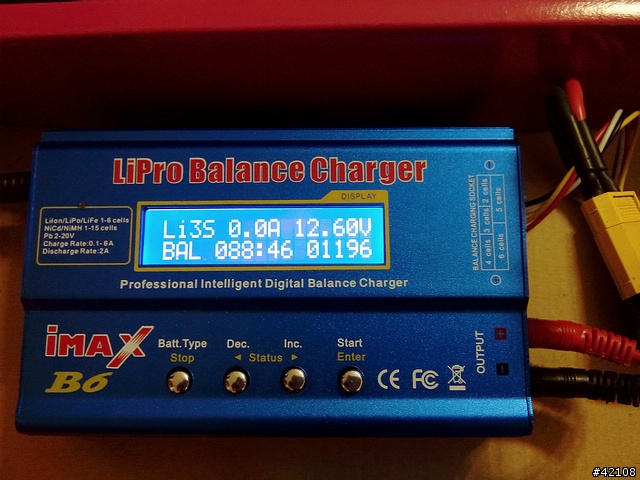 LiPro Balance Charger
DISPLAY
LiIon/LiPo/LiFe 1-6 cells
NiCd/NiMH 1-15 cells
Pb 2-20V
Charge Rate:0.1-6A
Discharge Rate:2A
Li3S 0.0A 12.60V
BAL 088:46 01196
BALANCE CHARGING SOCKET
2 cells
3 cells
4 cells
5 cells
6 cells
Professional Intelligent Digital Balance Charger
iMAX
B6
Batt.Type
Stop
Dec.
Inc.
◄ Status ►
Start
Enter
CE FC
OUTPUT
+
-
#42108